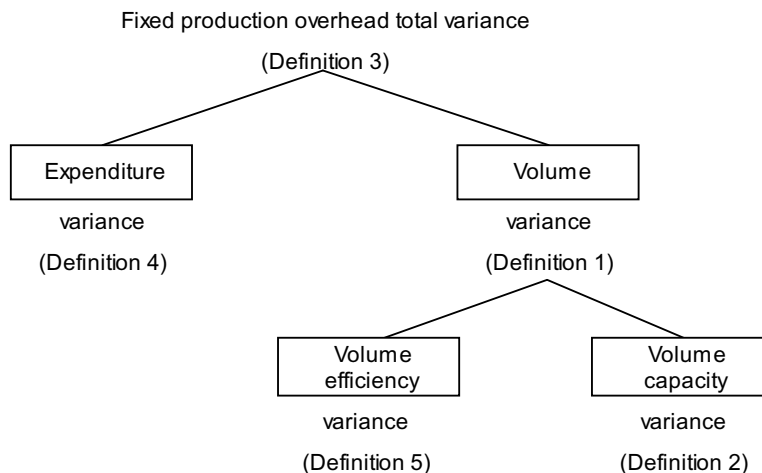 Fixed production overhead total variance
(Definition 3)
Expenditure
Volume
variance
variance
(Definition 4)
(Definition 1)
Volume
efficiency
Volume
capacity
variance
variance
(Definition 5)
(Definition 2)